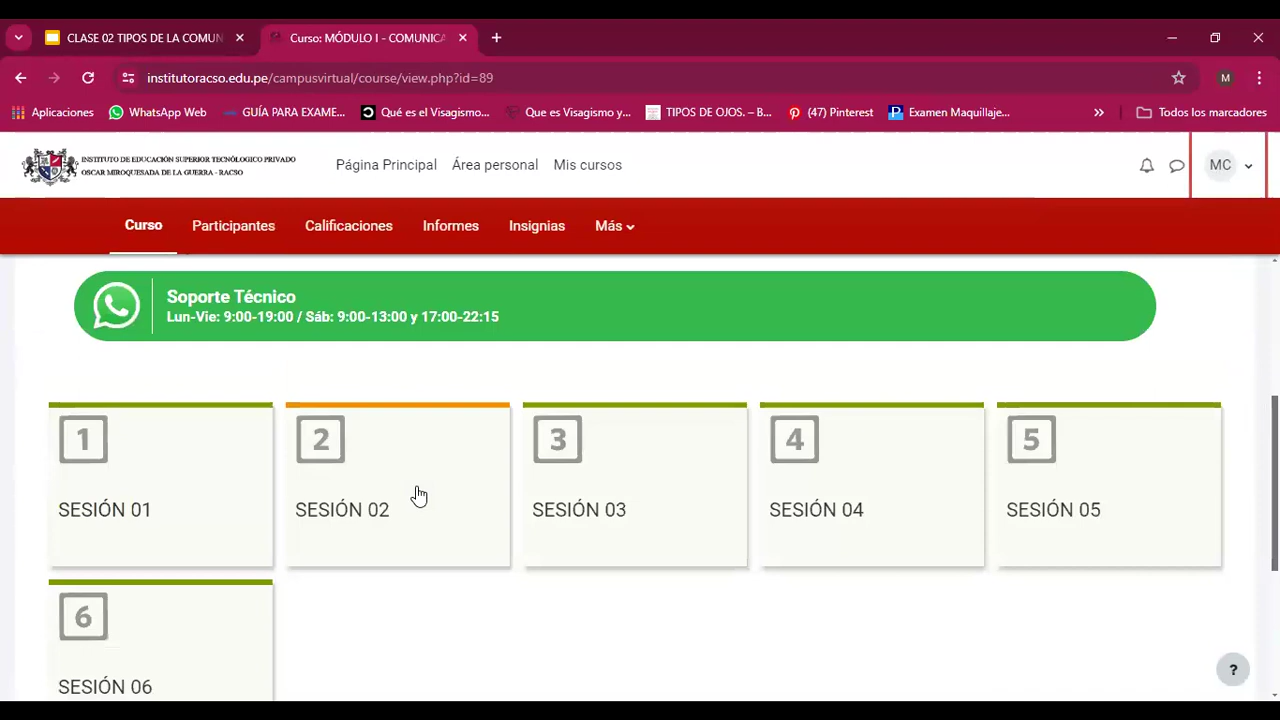 CLASE 02 TIPOS DE LA COMUN
Curso: MÓDULO I - COMUNICA
institutoracso.edu.pe/campusvirtual/course/view.php?id=89
M
Aplicaciones
WhatsApp Web
GUÍA PARA EXAME...
Qué es el Visagismo...
Que es Visagismo y...
TIPOS DE OJOS. – B...
(47) Pinterest
Examen Maquillaje...
»
Todos los marcadores
INSTITUTO DE EDUCACIÓN SUPERIOR TECNOLÓGICO PRIVADO
OSCAR MIROQUESADA DE LA GUERRA - RACSO
Página Principal
Área personal
Mis cursos
MC
Curso
Participantes
Calificaciones
Informes
Insignias
Más
Soporte Técnico
Lun-Vie: 9:00-19:00 / Sáb: 9:00-13:00 y 17:00-22:15
1
SESIÓN 01
2
SESIÓN 02
3
SESIÓN 03
4
SESIÓN 04
5
SESIÓN 05
6
SESIÓN 06
?